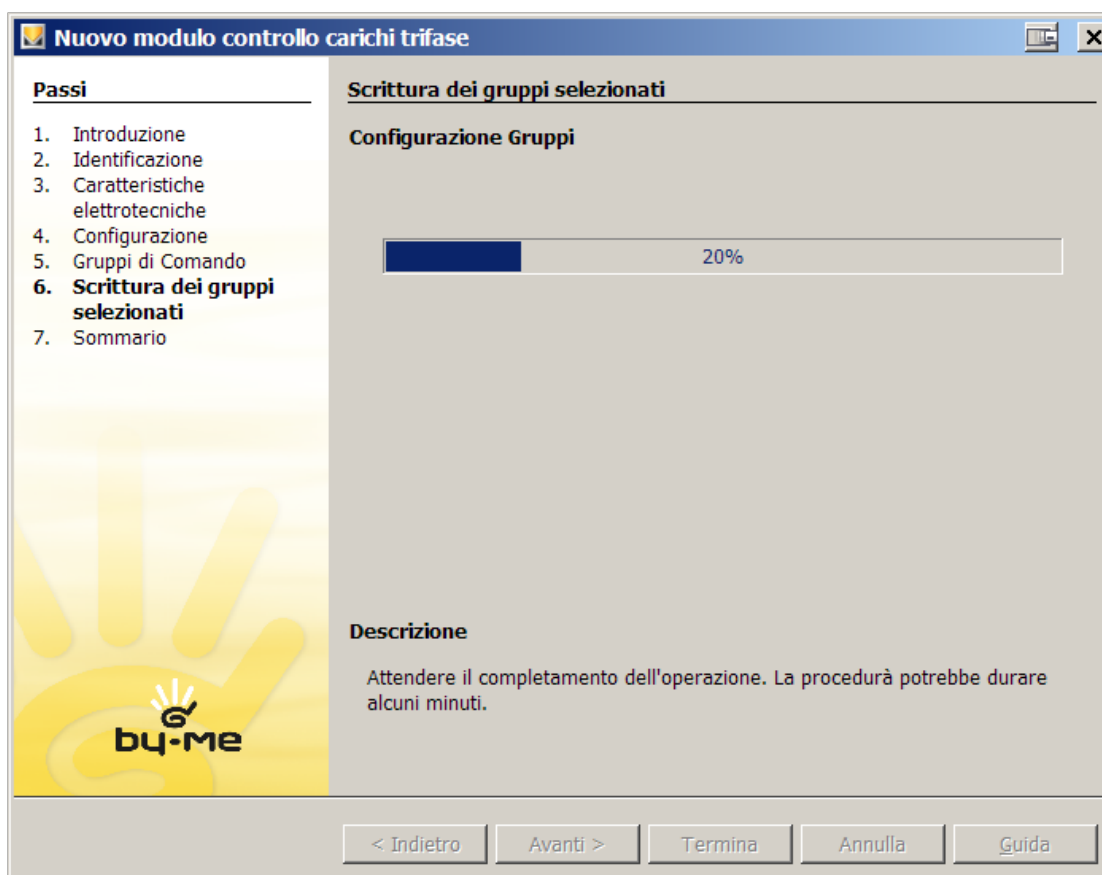 Nuovo modulo controllo carichi trifase
Passi
1. Introduzione
2. Identificazione
3. Caratteristiche
elettrotecniche
4. Configurazione
5. Gruppi di Comando
6. Scrittura dei gruppi
selezionati
7. Sommario
by-me
Scrittura dei gruppi selezionati
Configurazione Gruppi
20%
Descrizione
Attendere il completamento dell'operazione. La procedurà potrebbe durare
alcuni minuti.
< Indietro
Avanti >
Termina
Annulla
Guida